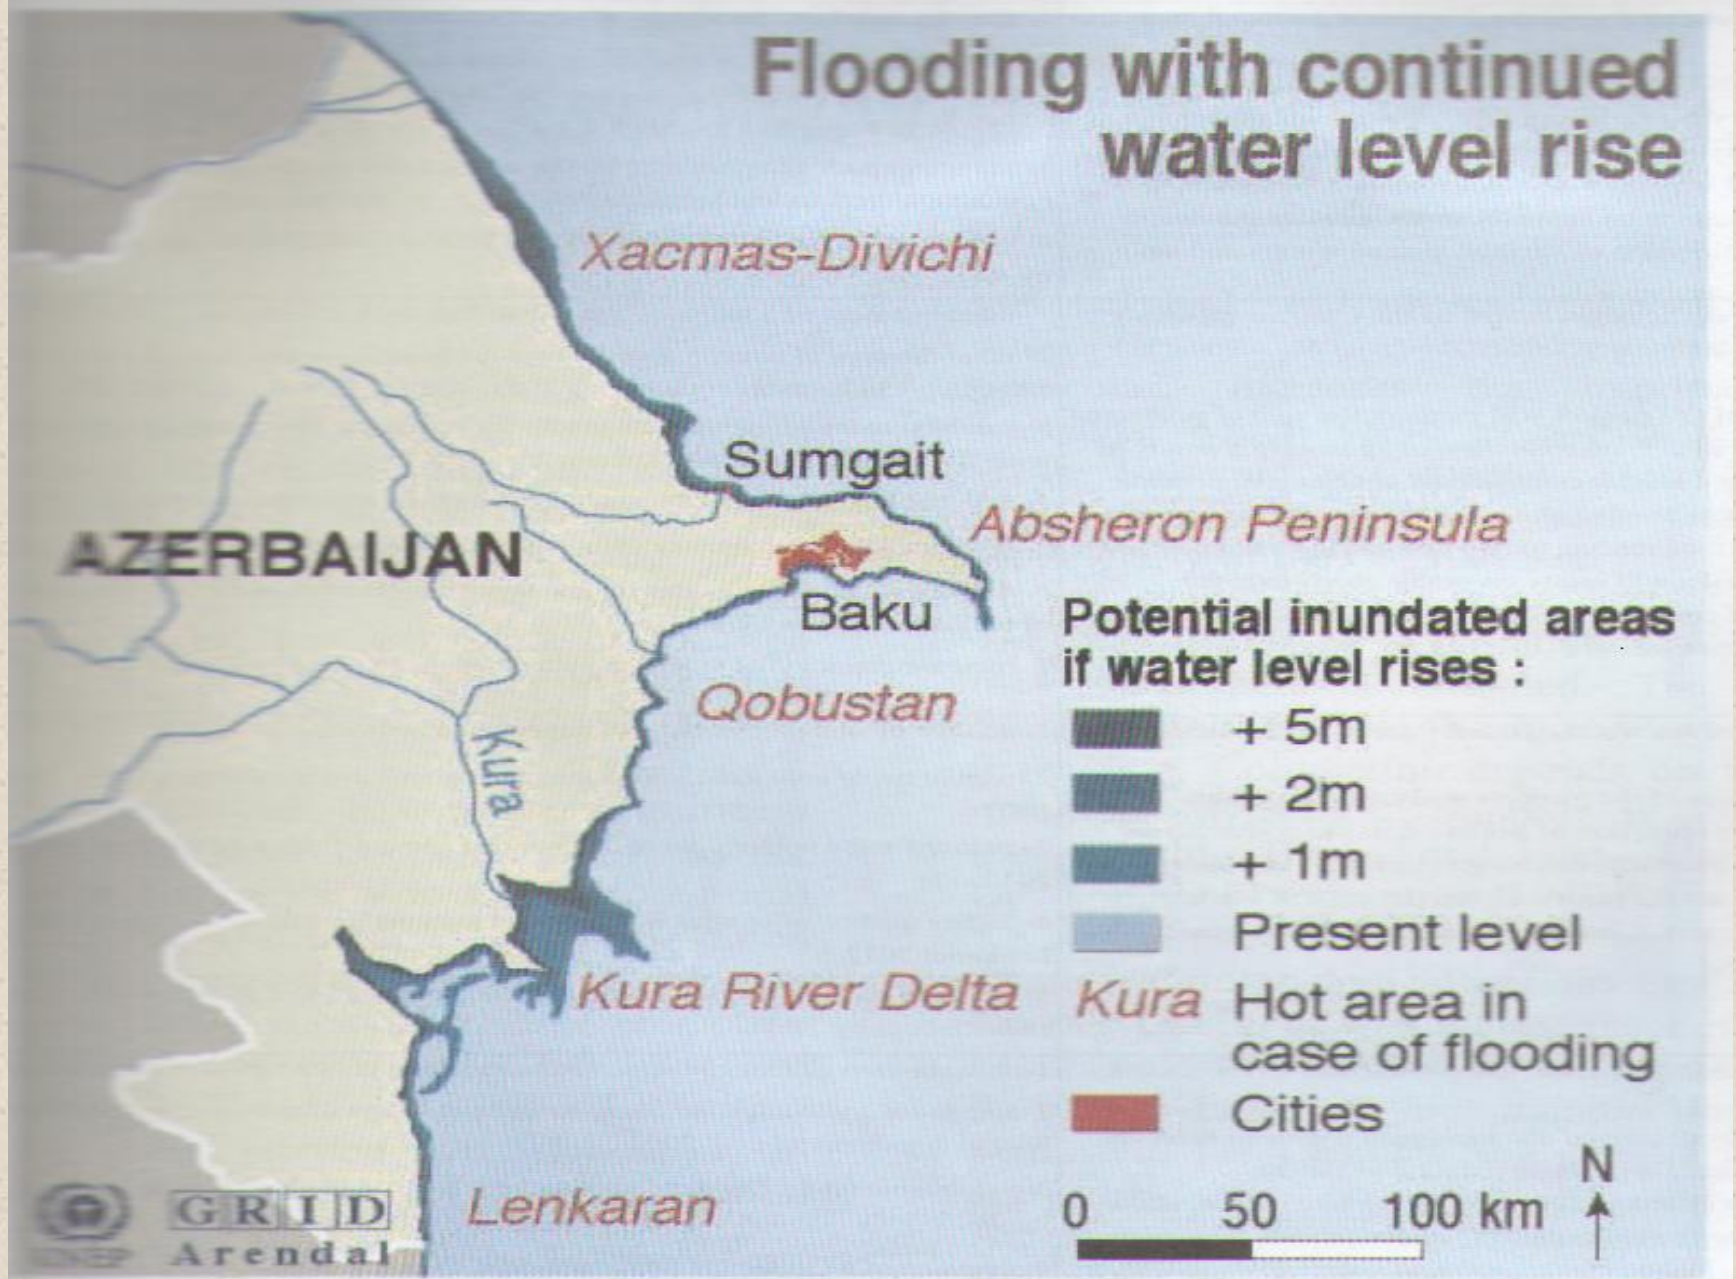 Flooding with continued
water level rise
Xacmas-Divichi
Sumgait
Absheron Peninsula
AZERBAIJAN
Baku
Qobustan
Kura
Kura River Delta
Lenkaran
Potential inundated areas
if water level rises :
+ 5m
+ 2m
+ 1m
Present level
Kura Hot area in
case of flooding
Cities
0 50 100 km
N
UNEP
GRID
Arendal